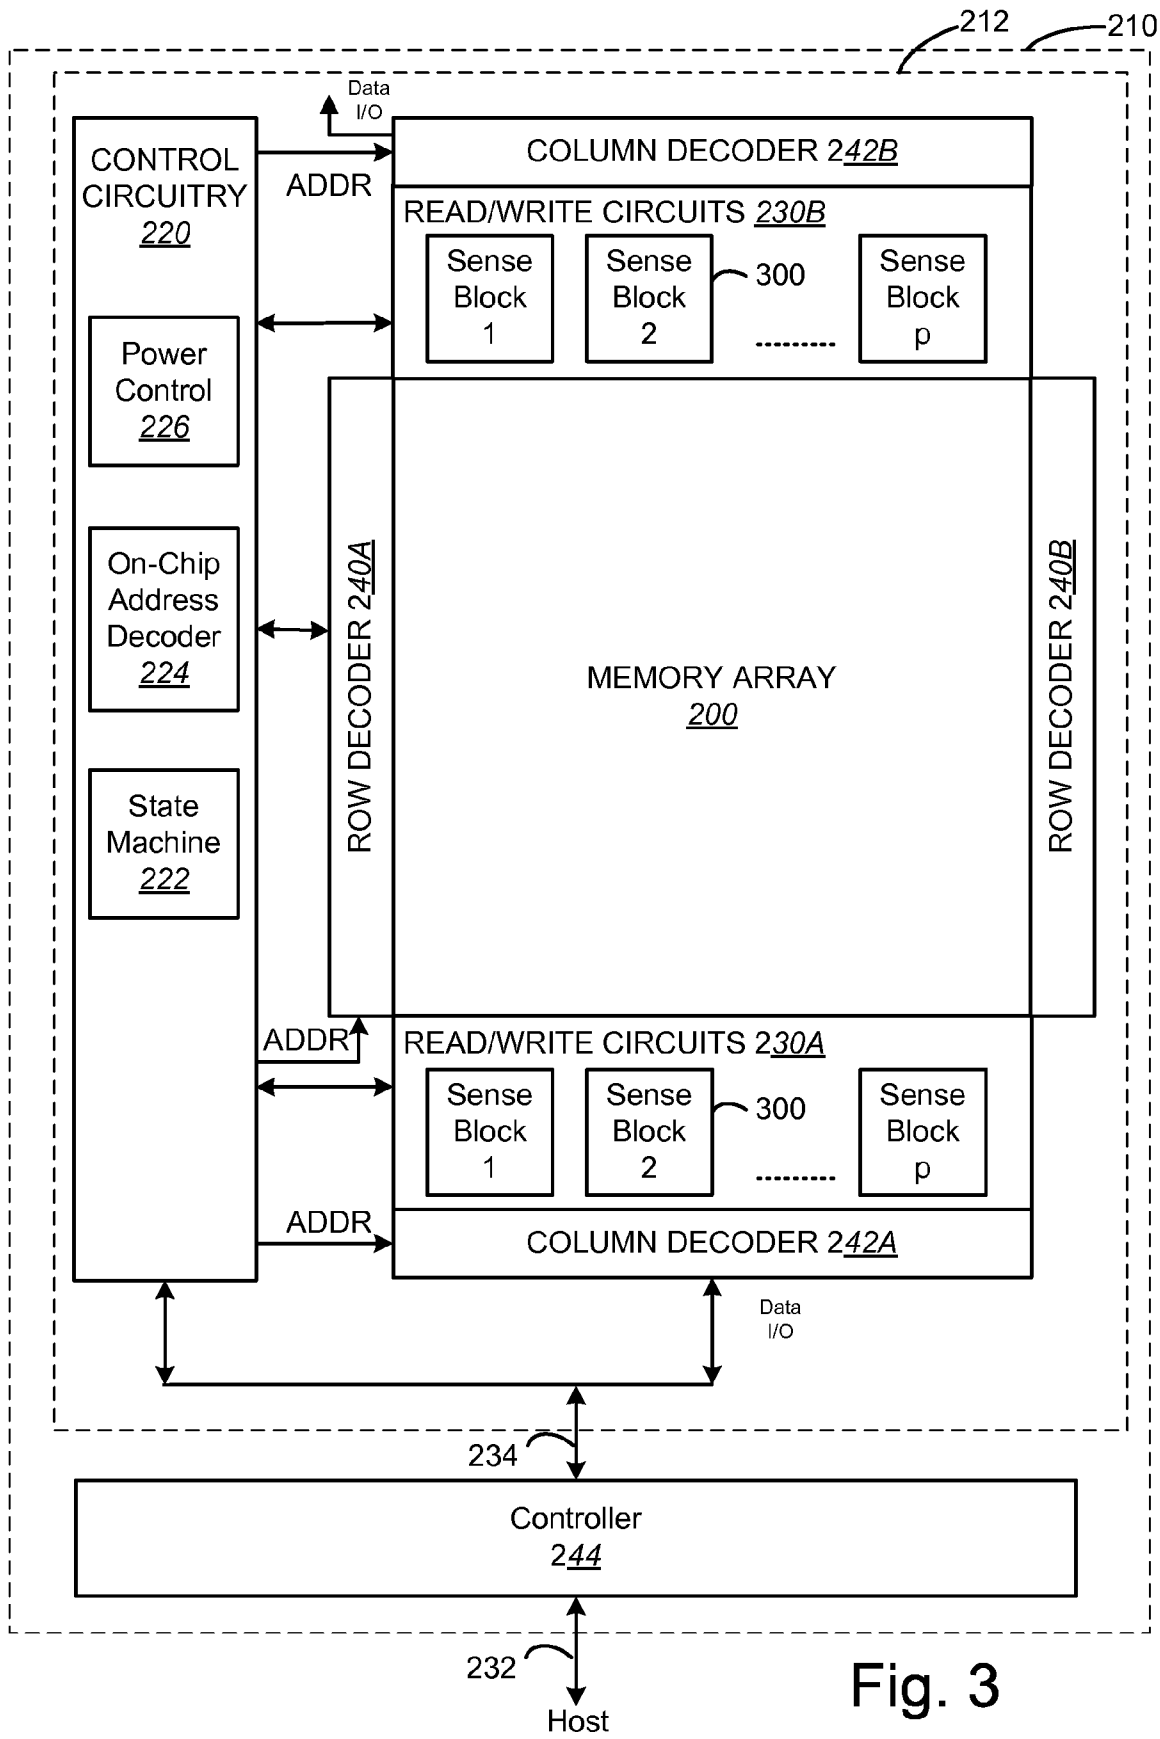 212
210
Data
I/O
CONTROL
CIRCUITRY
220
ADDR
COLUMN DECODER 242B
READ/WRITE CIRCUITS 230B
Sense
Block
1
Sense
Block
2
300
.........
Sense
Block
p
Power
Control
226
On-Chip
Address
Decoder
224
State
Machine
222
ROW DECODER 240A
MEMORY ARRAY
200
ROW DECODER 240B
ADDR
READ/WRITE CIRCUITS 230A
Sense
Block
1
Sense
Block
2
300
.........
Sense
Block
p
ADDR
COLUMN DECODER 242A
Data
I/O
234
Controller
244
232
Host
Fig. 3